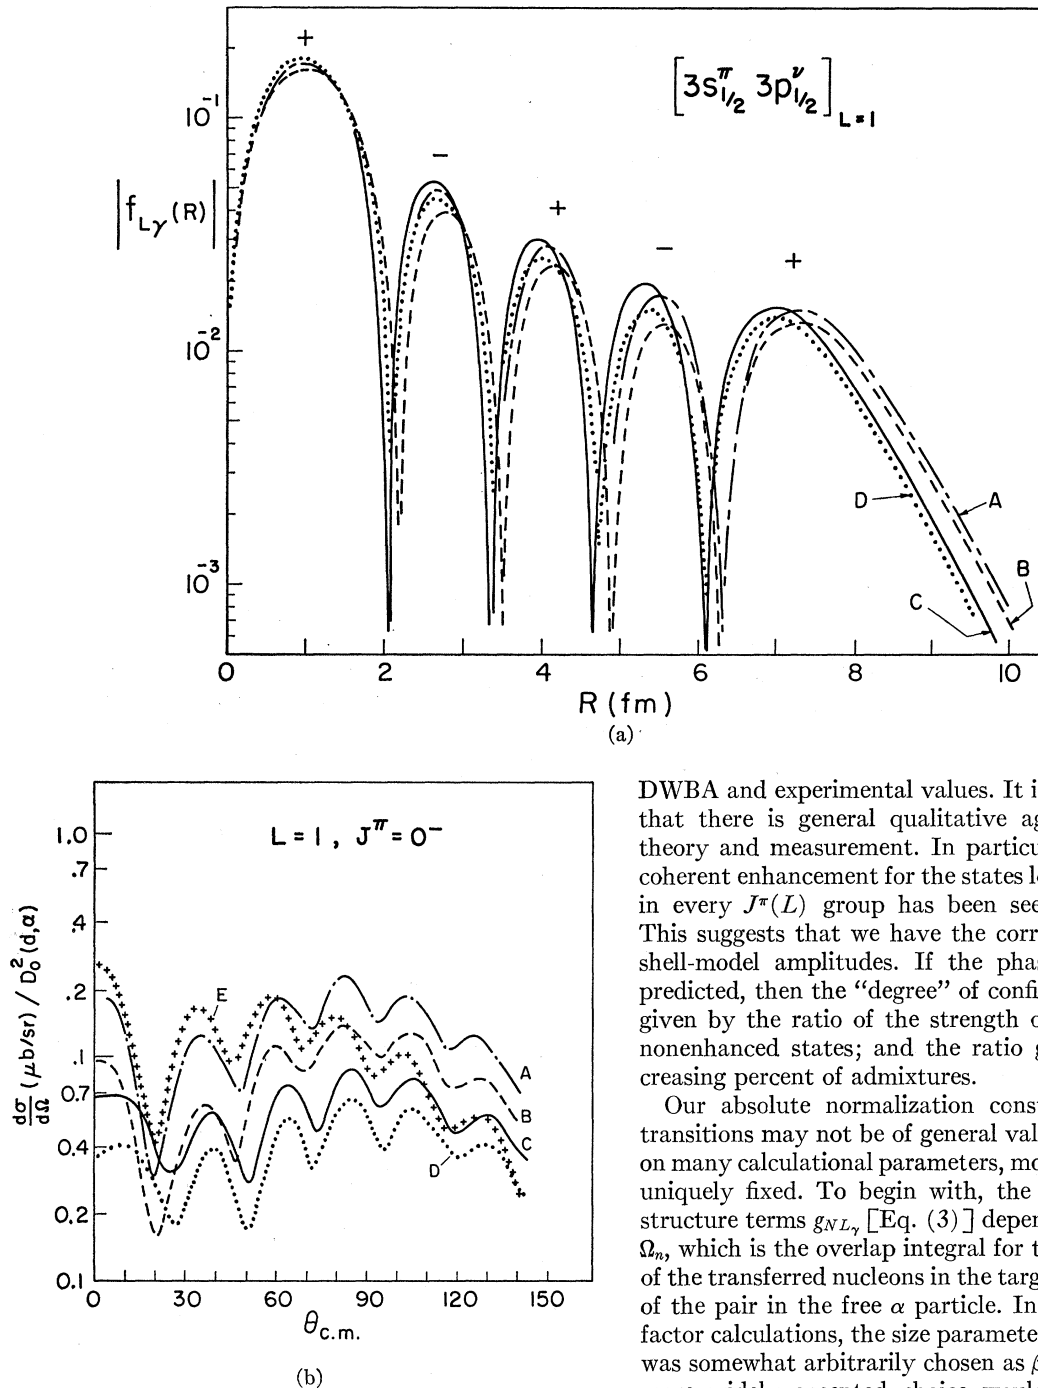 [3s^π_{1/2} 3p^ν_{1/2}]_{L=1}
+
−
+
−
+
10^{-1}
|f_{Lγ}(R)|
10^{-2}
10^{-3}
D
A
B
C
0 2 4 6 8 10
R (fm)
(a)
L = 1 , J^π = 0^-
1.0
.7
.4
.2
.1
0.7
0.4
0.2
0.1
dσ/dΩ (μb/sr) / D_0^2 (d,α)
E
A
B
C
D
0 30 60 90 120 150
θ_{c.m.}
(b)
DWBA and experimental values. It i
that there is general qualitative ag
theory and measurement. In particu
coherent enhancement for the states l
in every J^π(L) group has been see
This suggests that we have the corr
shell-model amplitudes. If the phas
predicted, then the “degree” of confi
given by the ratio of the strength o
nonenhanced states; and the ratio g
creasing percent of admixtures.
Our absolute normalization const
transitions may not be of general val
on many calculational parameters, mo
uniquely fixed. To begin with, the
structure terms g_{NLγ} [Eq. (3)] depen
Ω_n, which is the overlap integral for t
of the transferred nucleons in the targ
of the pair in the free α particle. In
factor calculations, the size paramete
was somewhat arbitrarily chosen as β